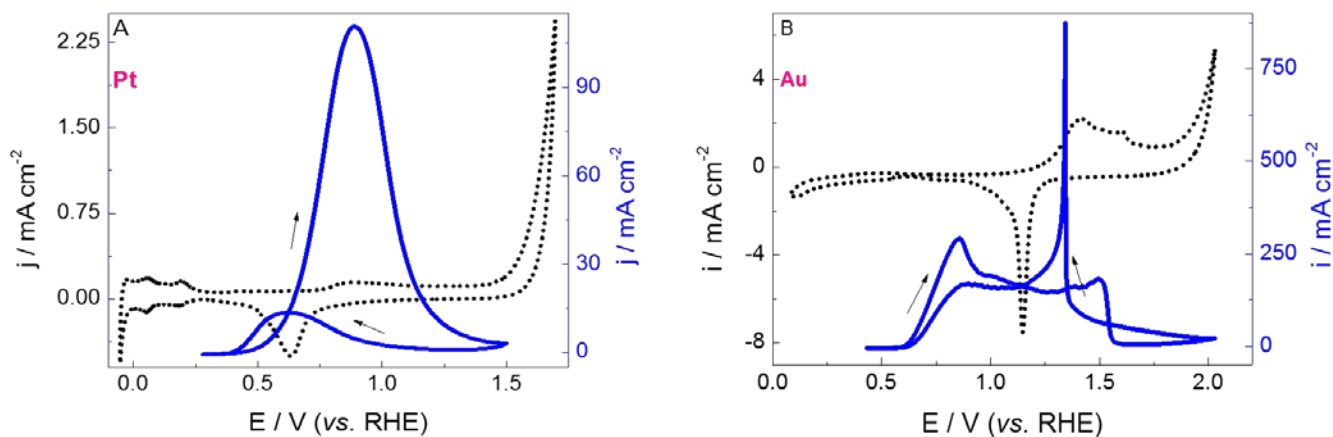 A
Pt
2.25
1.50
0.75
0.00
j / mA cm⁻²
90
60
30
0
j / mA cm⁻²
0.0 0.5 1.0 1.5
E / V (vs. RHE)
B
Au
4
0
-4
-8
i / mA cm⁻²
750
500
250
0
i / mA cm⁻²
0.0 0.5 1.0 1.5 2.0
E / V (vs. RHE)